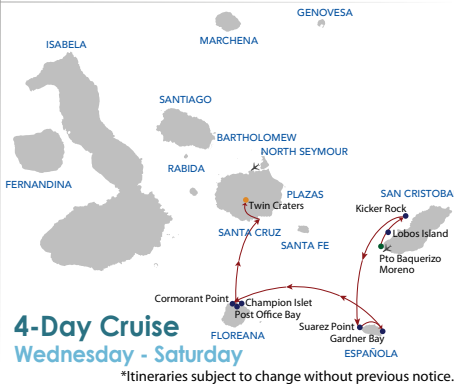 GENOVESA
MARCHENA
ISABELA
SANTIAGO
BARTHOLOMEW
NORTH SEYMOUR
RABIDA
FERNANDINA
PLAZAS
SAN CRISTOBA
Twin Craters
Kicker Rock
Lobos Island
SANTA CRUZ
SANTA FE
Pto Baquerizo
Moreno
Cormorant Point
Champion Islet
Post Office Bay
Suarez Point
Gardner Bay
FLOREANA
ESPAÑOLA
4-Day Cruise
Wednesday - Saturday
*Itineraries subject to change without previous notice.